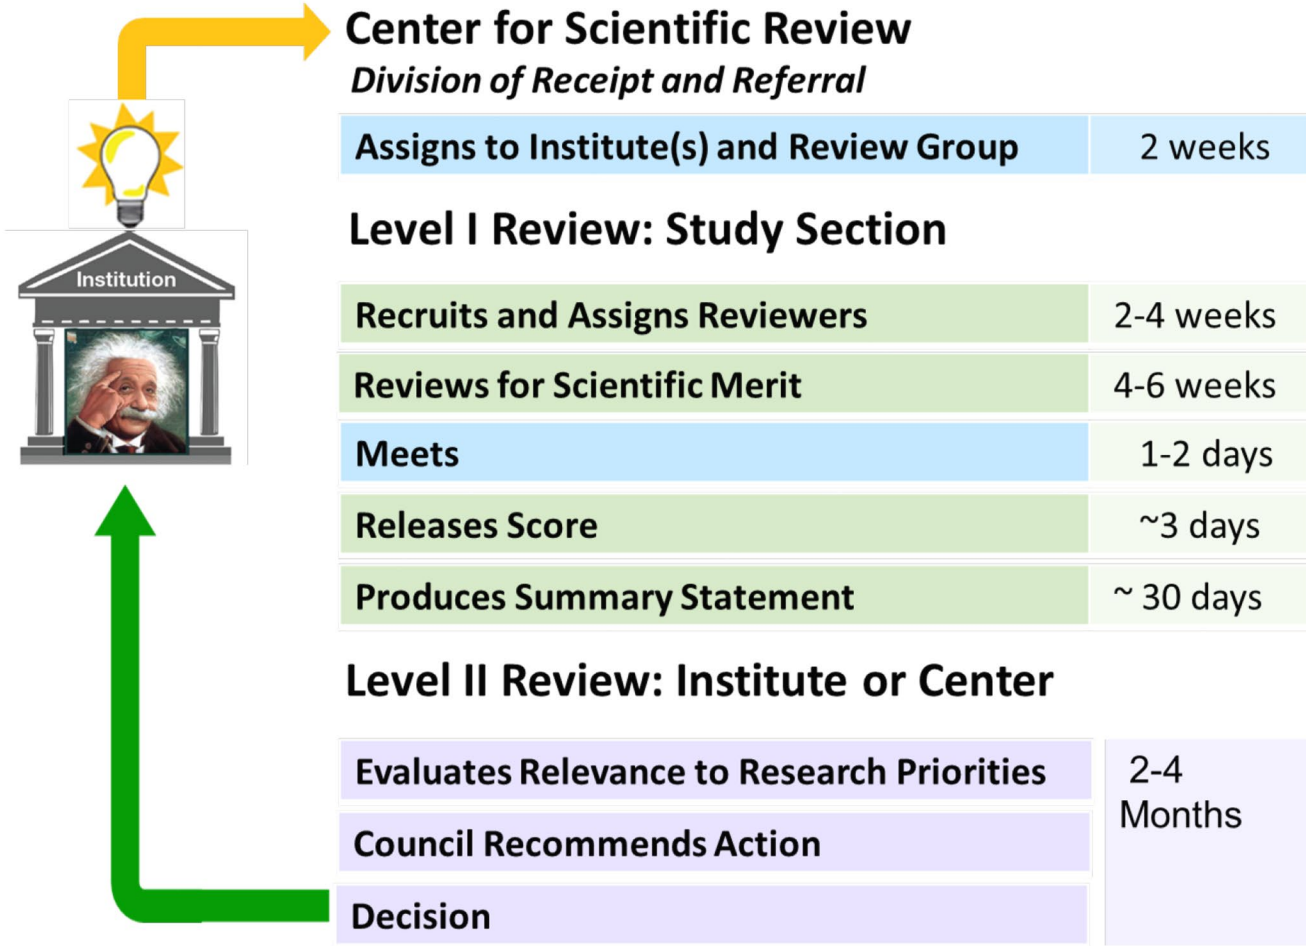 Center for Scientific Review
Division of Receipt and Referral
Assigns to Institute(s) and Review Group 2 weeks
Level I Review: Study Section
Institution
Recruits and Assigns Reviewers 2-4 weeks
Reviews for Scientific Merit 4-6 weeks
Meets 1-2 days
Releases Score ~3 days
Produces Summary Statement ~ 30 days
Level II Review: Institute or Center
Evaluates Relevance to Research Priorities 2-4
Months
Council Recommends Action
Decision